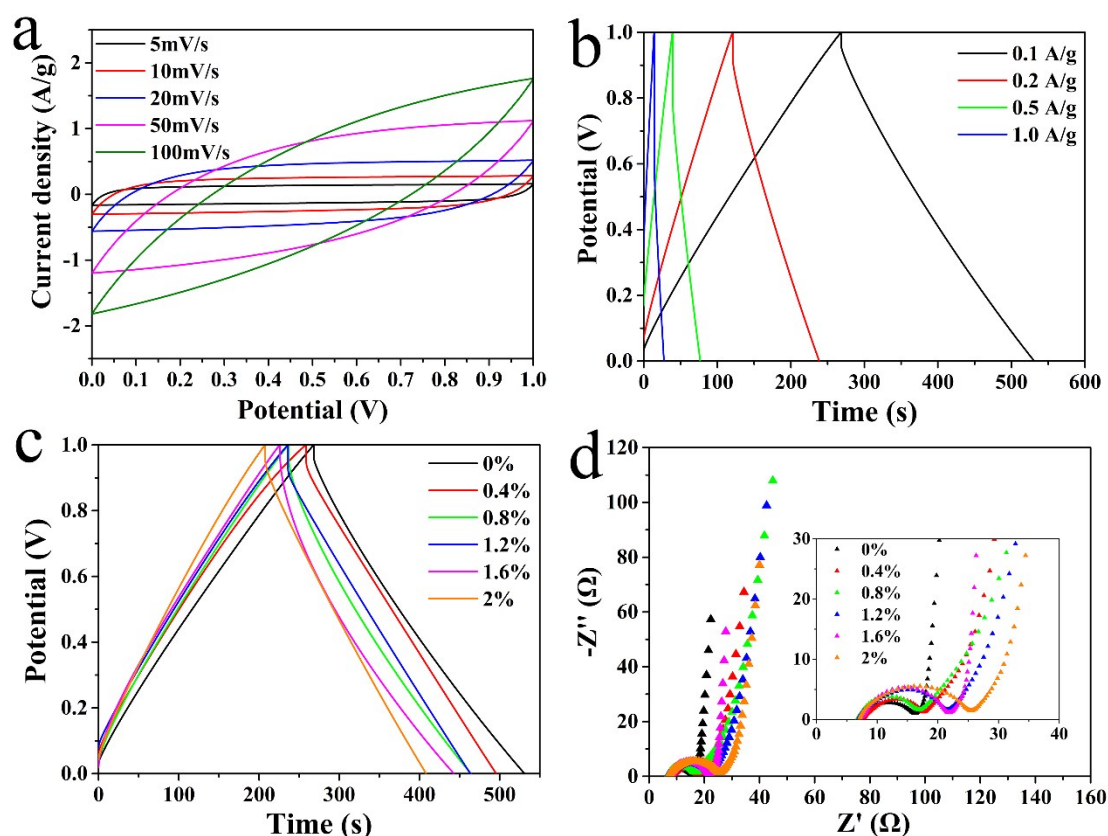 a
5mV/s
10mV/s
20mV/s
50mV/s
100mV/s
Current density (A/g)
2
1
0
-1
-2
0.0 0.1 0.2 0.3 0.4 0.5 0.6 0.7 0.8 0.9 1.0
Potential (V)
b
0.1 A/g
0.2 A/g
0.5 A/g
1.0 A/g
Potential (V)
1.0
0.8
0.6
0.4
0.2
0.0
0 100 200 300 400 500 600
Time (s)
c
0%
0.4%
0.8%
1.2%
1.6%
2%
Potential (V)
1.0
0.8
0.6
0.4
0.2
0.0
0 100 200 300 400 500
Time (s)
d
-Z'' (Ω)
120
100
80
60
40
20
0
0 20 40 60 80 100 120 140 160
Z' (Ω)
0%
0.4%
0.8%
1.2%
1.6%
2%
30
20
10
0
0 10 20 30 40